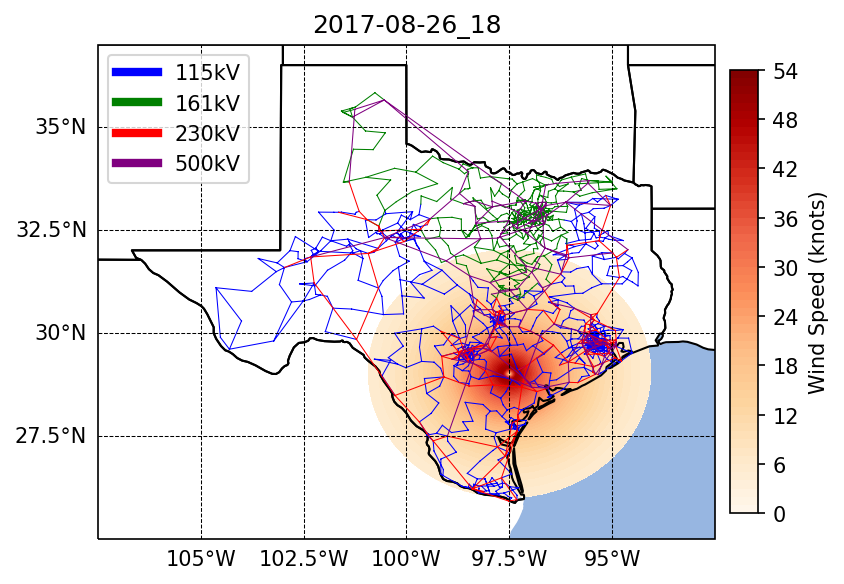 2017-08-26_18
115kV
161kV
230kV
500kV
35°N
32.5°N
30°N
27.5°N
105°W
102.5°W
100°W
97.5°W
95°W
54
48
42
36
30
24
18
12
6
0
Wind Speed (knots)